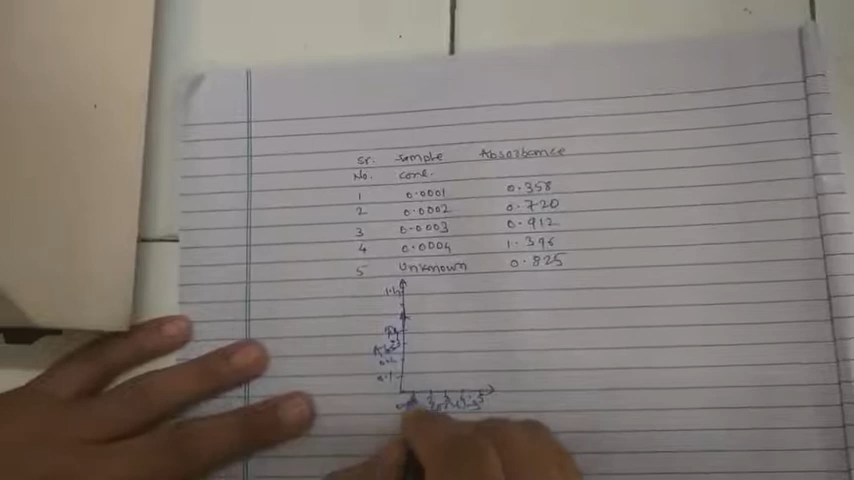 Sr. Sample Absorbance
No. conc.
1 0.0001 0.358
2 0.0002 0.720
3 0.0003 0.912
4 0.0004 1.396
5 Unknown 0.825